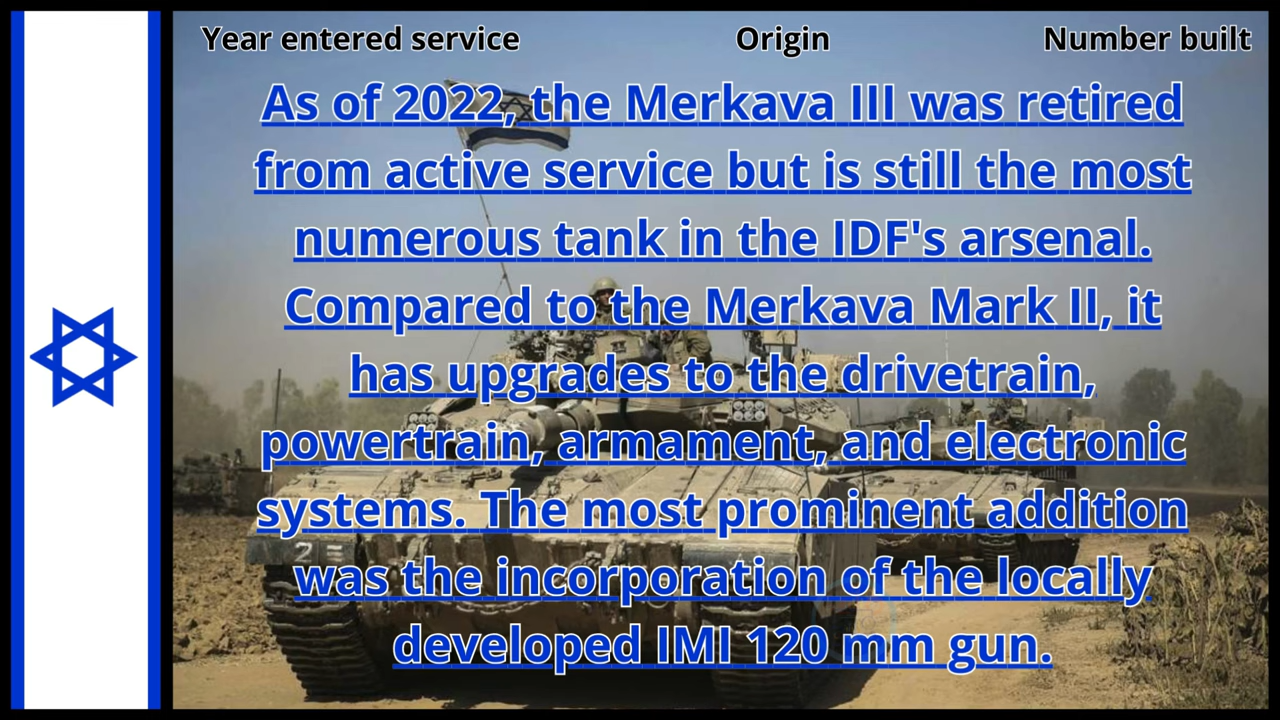 Year entered service Origin Number built
As of 2022, the Merkava III was retired
from active service but is still the most
numerous tank in the IDF's arsenal.
Compared to the Merkava Mark II, it
has upgrades to the drivetrain,
powertrain, armament, and electronic
systems. The most prominent addition
was the incorporation of the locally
developed IMI 120 mm gun.
2 =